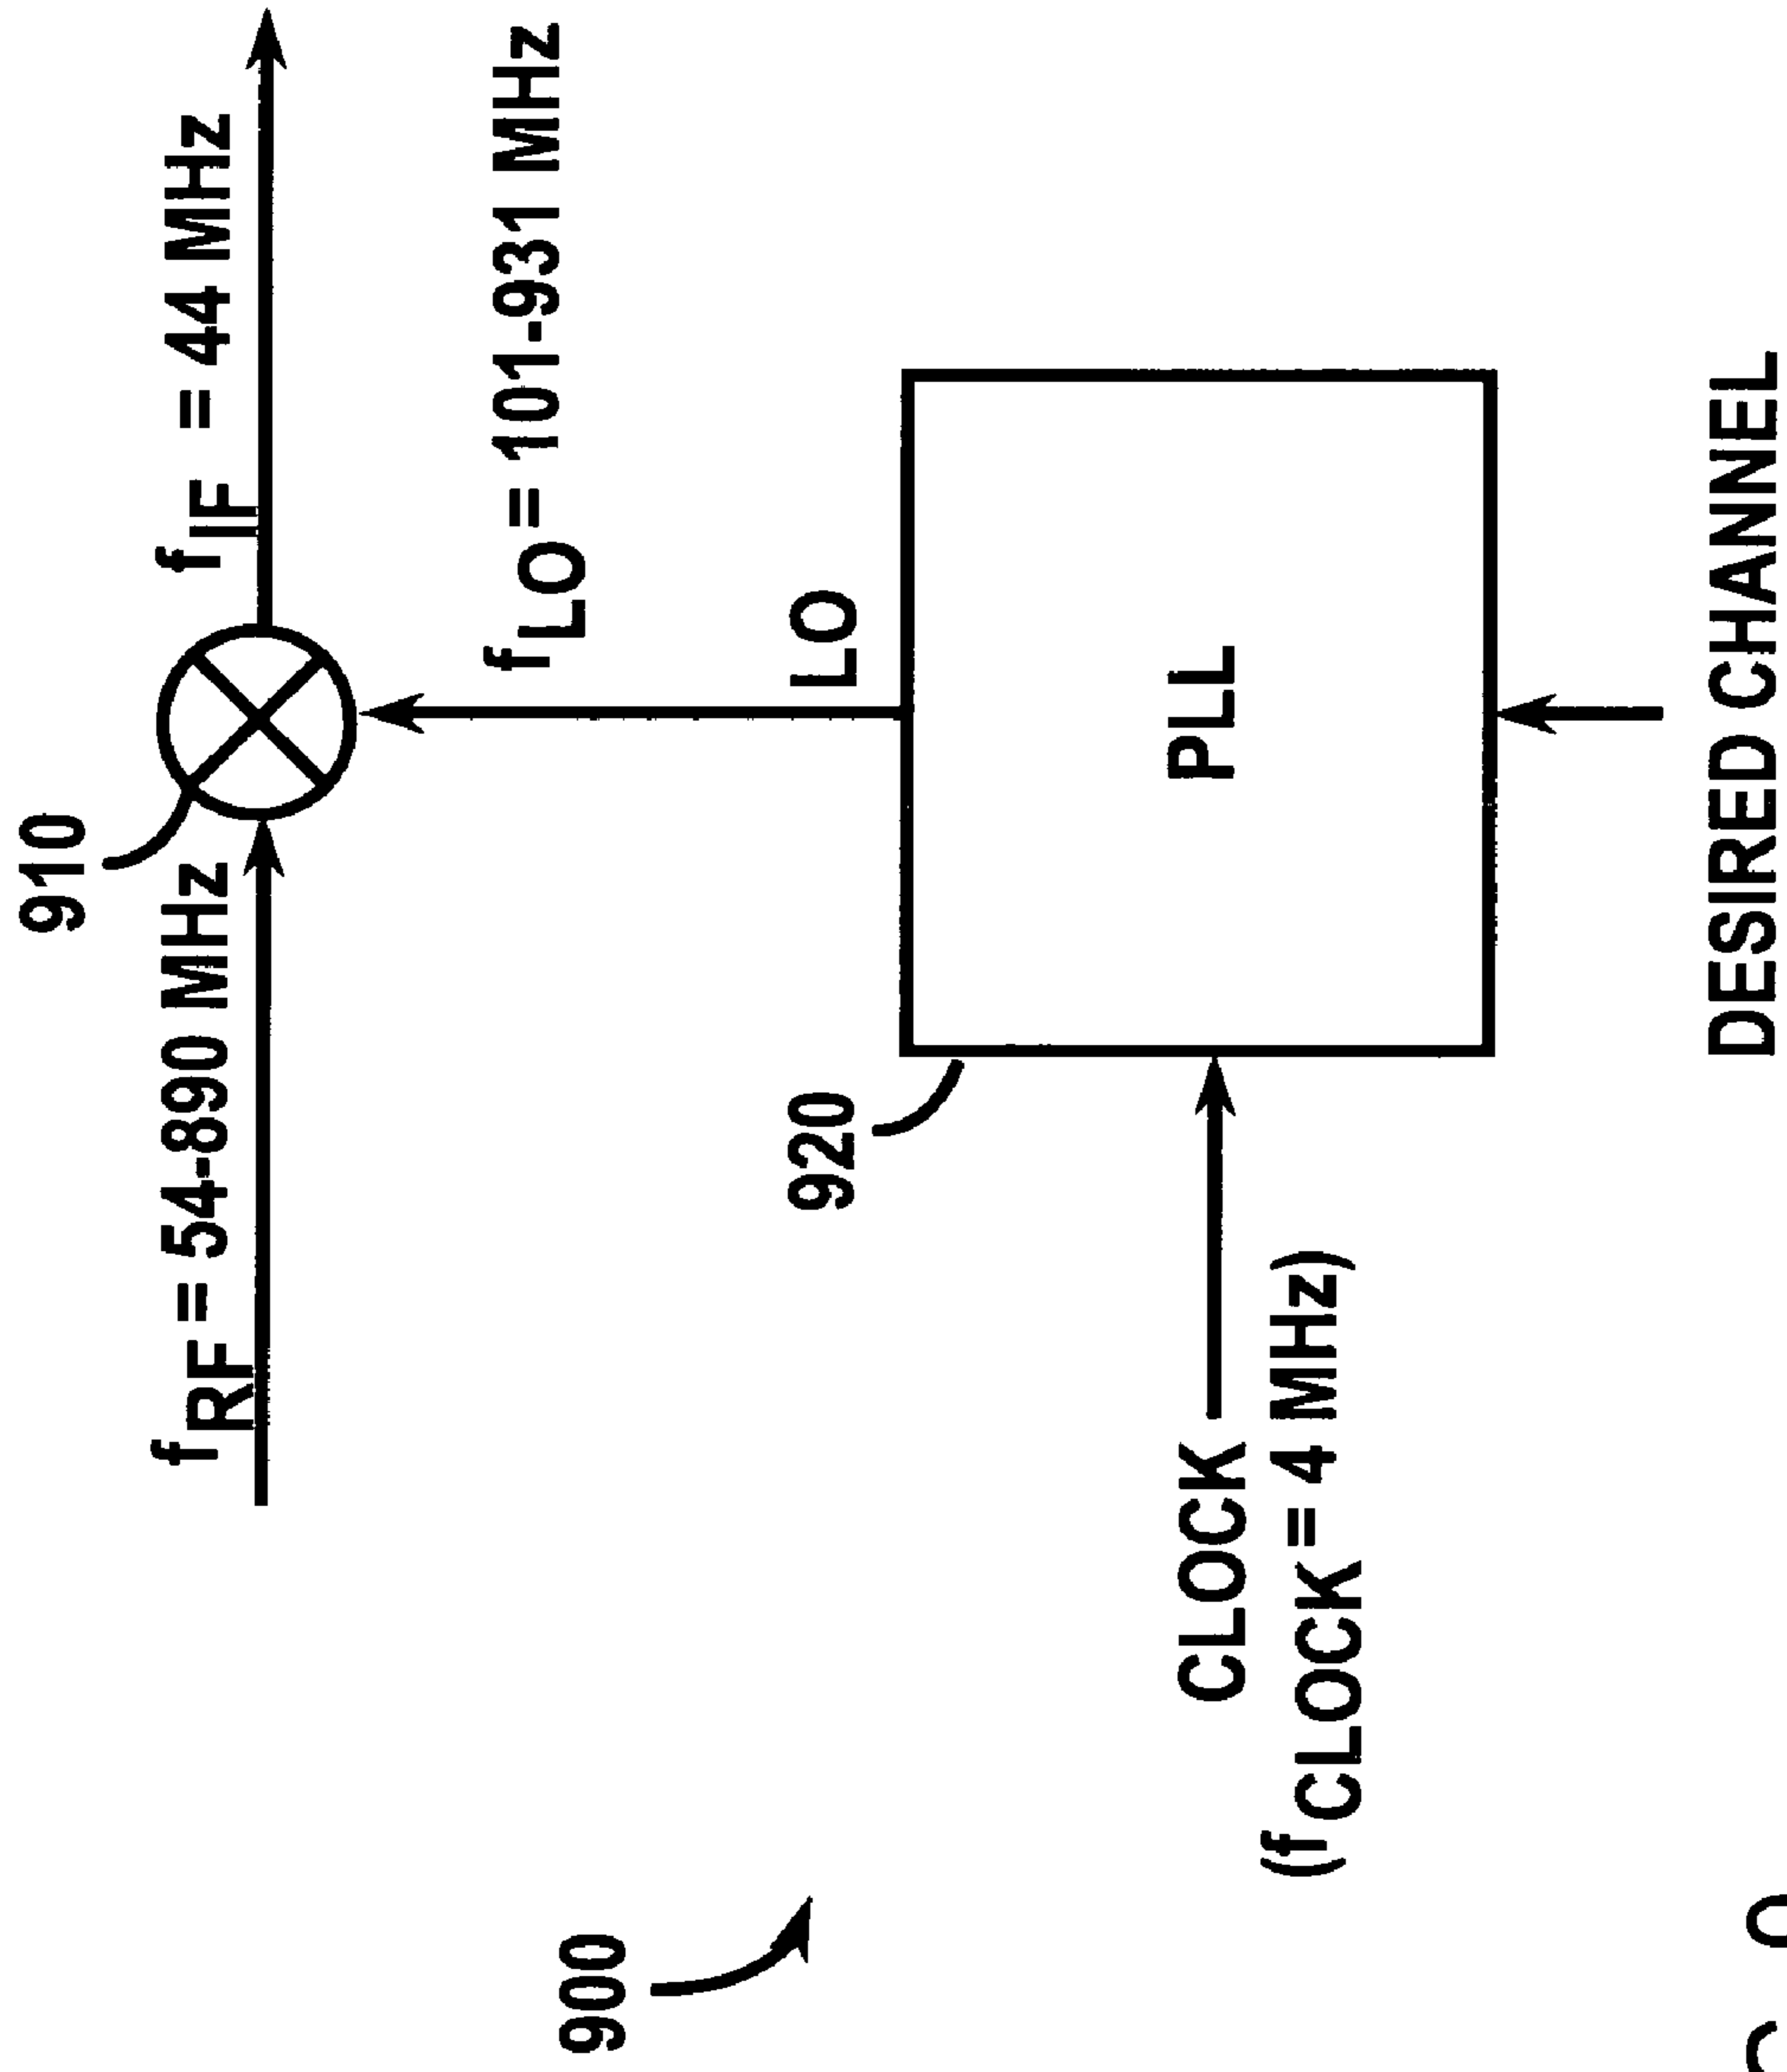 910
f_RF = 54-890 MHz
f_IF = 44 MHz
f_LO = 101-931 MHz
900
920
LO
PLL
CLOCK
(f_CLOCK = 4 MHz)
DESIRED CHANNEL